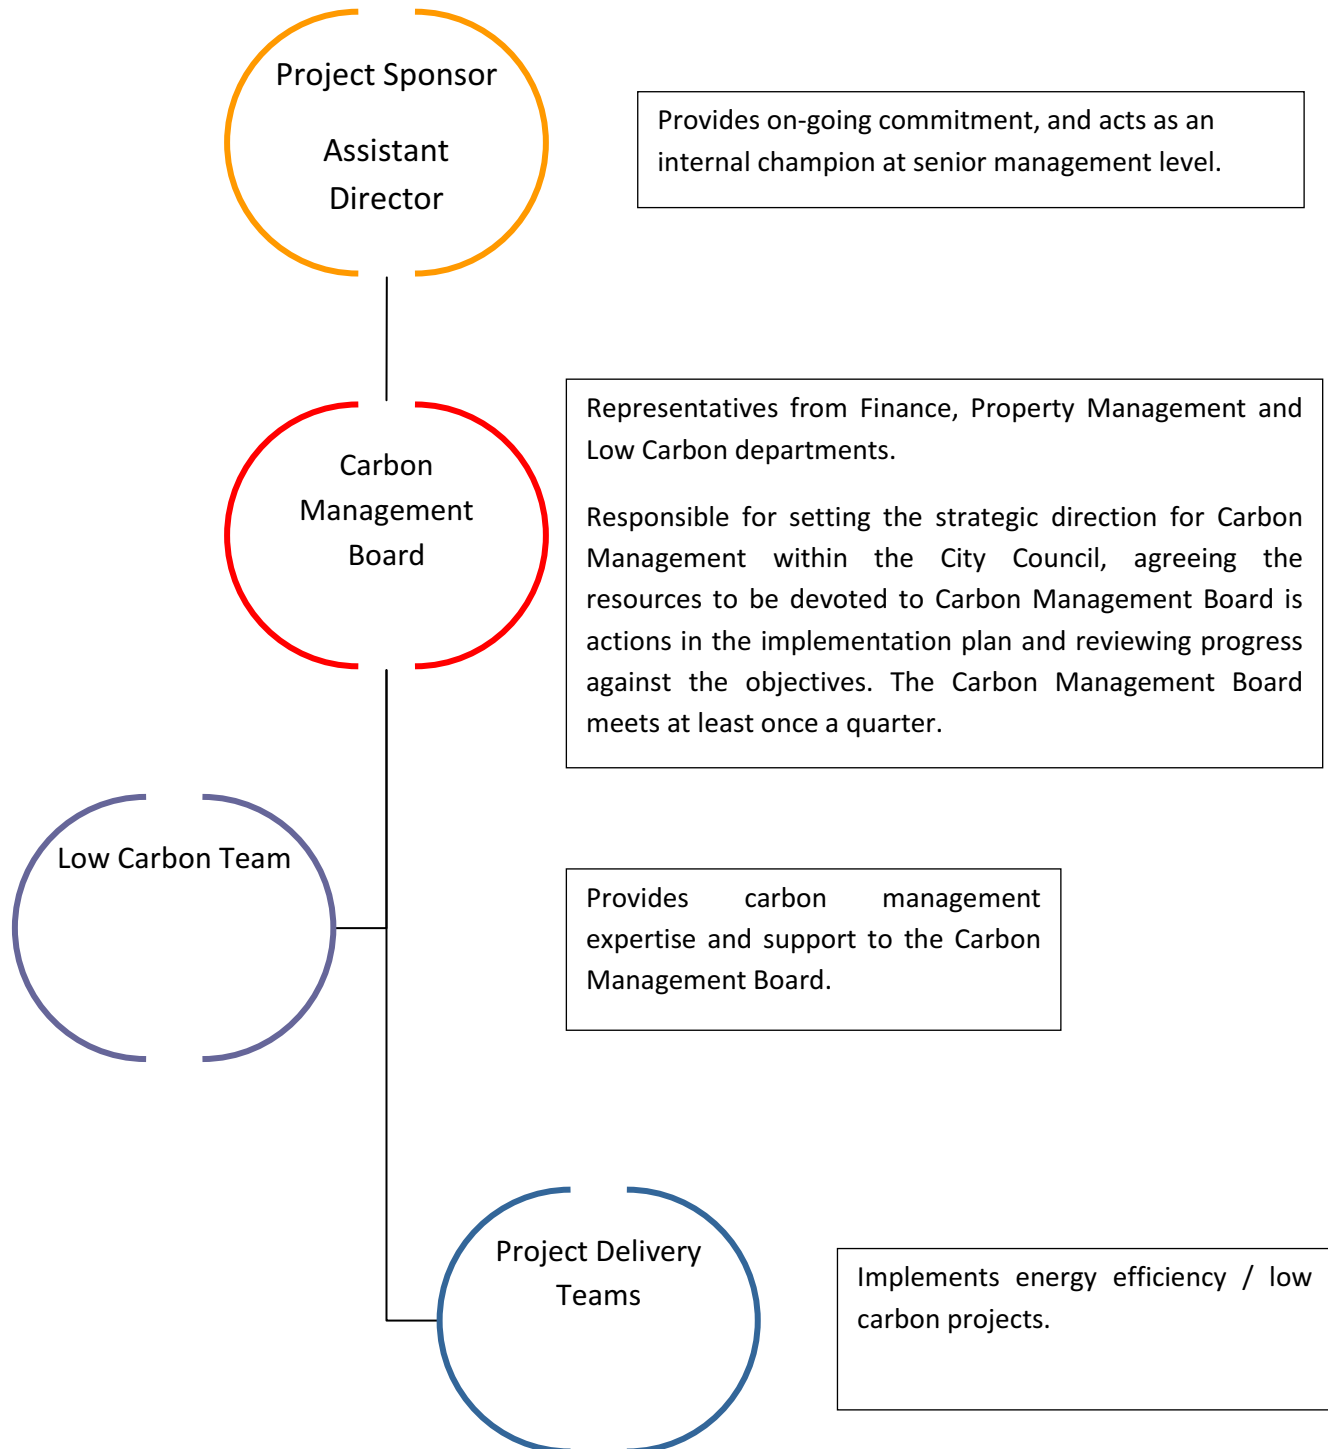 Project Sponsor
Assistant
Director
Provides on-going commitment, and acts as an
internal champion at senior management level.
Carbon
Management
Board
Representatives from Finance, Property Management and
Low Carbon departments.
Responsible for setting the strategic direction for Carbon
Management within the City Council, agreeing the
resources to be devoted to Carbon Management Board is
actions in the implementation plan and reviewing progress
against the objectives. The Carbon Management Board
meets at least once a quarter.
Low Carbon Team
Provides carbon management
expertise and support to the Carbon
Management Board.
Project Delivery
Teams
Implements energy efficiency / low
carbon projects.